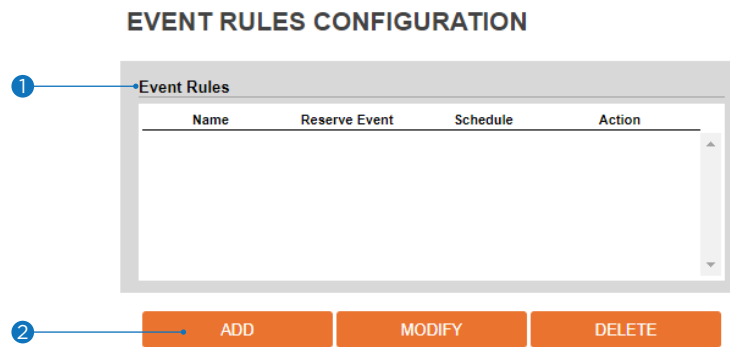 EVENT RULES CONFIGURATION
1
Event Rules
Name Reserve Event Schedule Action
2
ADD MODIFY DELETE